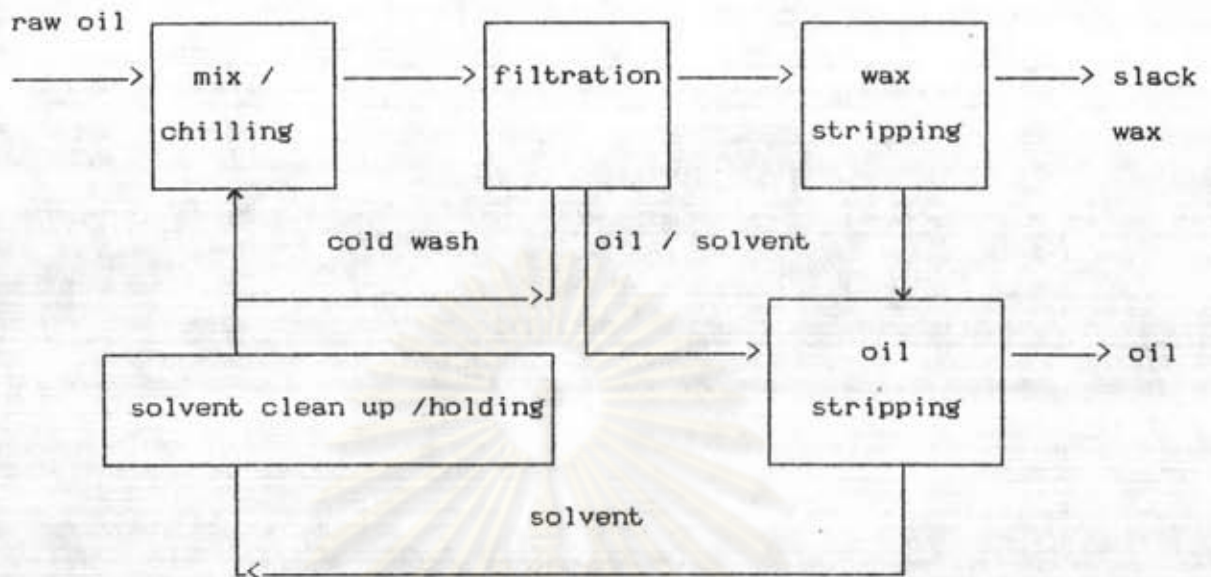 raw oil
mix /
chilling
filtration
wax
stripping
slack
wax
cold wash
oil / solvent
solvent clean up /holding
oil
stripping
oil
solvent